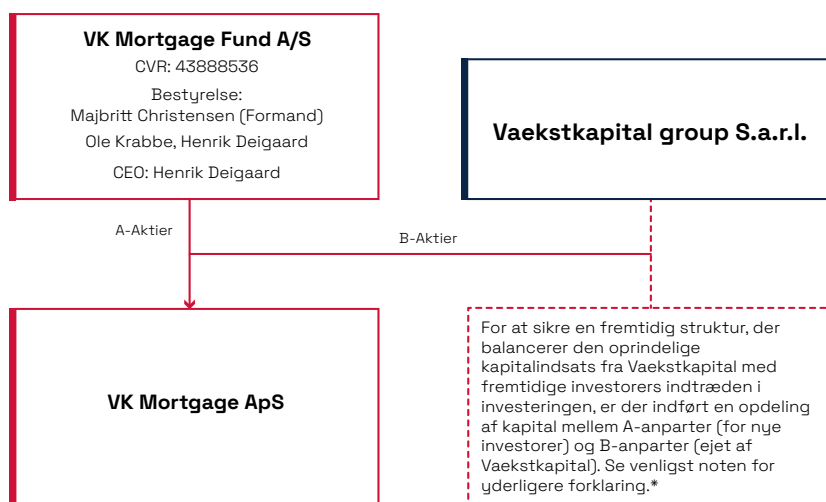 VK Mortgage Fund A/S
CVR: 43888536
Bestyrelse:
Majbritt Christensen (Formand)
Ole Krabbe, Henrik Deigaard
CEO: Henrik Deigaard
Vaekstkapital group S.a.r.l.
A-Aktier
B-Aktier
VK Mortgage ApS
For at sikre en fremtidig struktur, der
balancerer den oprindelige
kapitalindsats fra Vaekstkapital med
fremtidige investorers indtræden i
investeringen, er der indført en opdeling
af kapital mellem A-anparter (for nye
investorer) og B-anparter (ejet af
Vaekstkapital). Se venligst noten for
yderligere forklaring.*